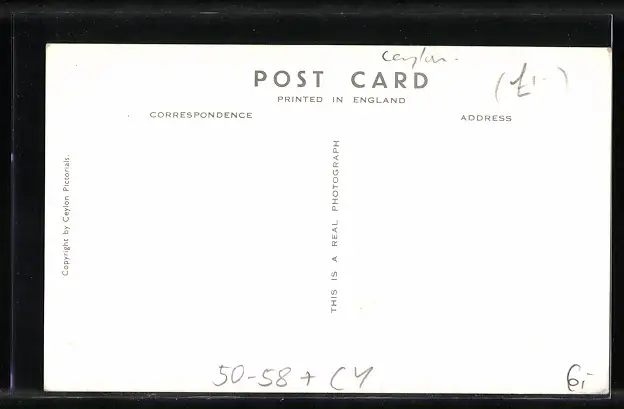 Ceylon.
POST CARD
(£1-)
PRINTED IN ENGLAND
CORRESPONDENCE
ADDRESS
Copyright by Ceylon Pictorials.
THIS IS A REAL PHOTOGRAPH
50-58 + CY
6;-